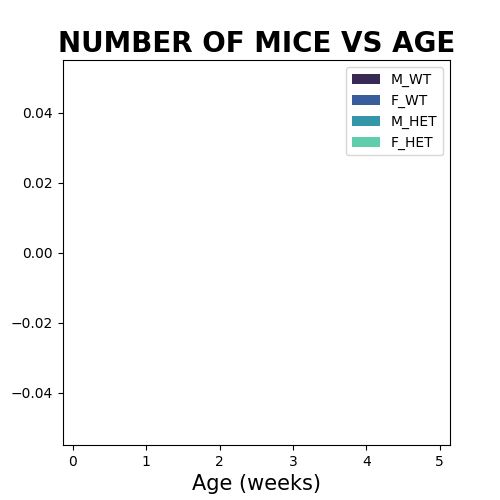 NUMBER OF MICE VS AGE
M_WT
F_WT
M_HET
F_HET
0.04
0.02
0.00
−0.02
−0.04
0 1 2 3 4 5
Age (weeks)